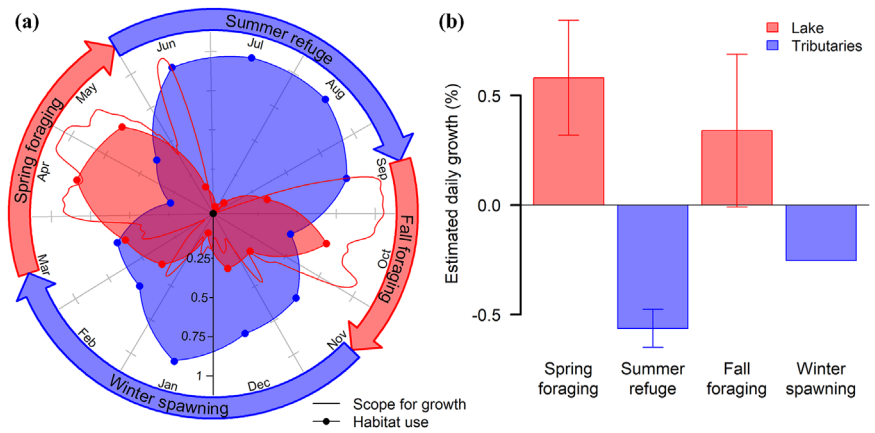 (a)
Summer refuge
Jun
Jul
Aug
Sep
Oct
Nov
Dec
Jan
Feb
Mar
Apr
May
Spring foraging
Fall foraging
Winter spawning
0.25
0.5
0.75
1
Scope for growth
Habitat use
(b)
Lake
Tributaries
Estimated daily growth (%)
0.5
0.0
-0.5
Spring
foraging
Summer
refuge
Fall
foraging
Winter
spawning